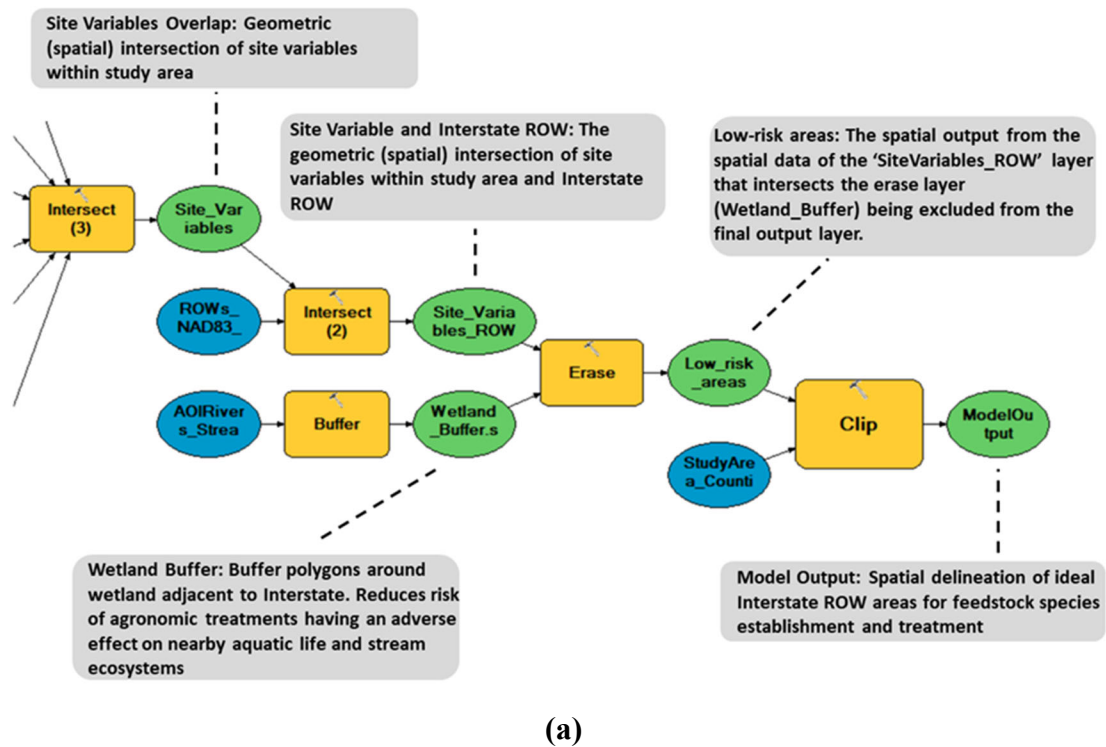 Site Variables Overlap: Geometric
(spatial) intersection of site variables
within study area
Site Variable and Interstate ROW: The
geometric (spatial) intersection of site
variables within study area and Interstate
ROW
Low-risk areas: The spatial output from the
spatial data of the ‘SiteVariables_ROW’ layer
that intersects the erase layer
(Wetland_Buffer) being excluded from the
final output layer.
Intersect
(3)
Site_Var
iables
ROWs_
NAD83_
Intersect
(2)
Site_Varia
bles_ROW
Erase
Low_risk
_areas
AOIRiver
s_Strea
Buffer
Wetland
_Buffer.s
Clip
ModelOu
tput
StudyAre
a_Counti
Wetland Buffer: Buffer polygons around
wetland adjacent to Interstate. Reduces risk
of agronomic treatments having an adverse
effect on nearby aquatic life and stream
ecosystems
Model Output: Spatial delineation of ideal
Interstate ROW areas for feedstock species
establishment and treatment
(a)